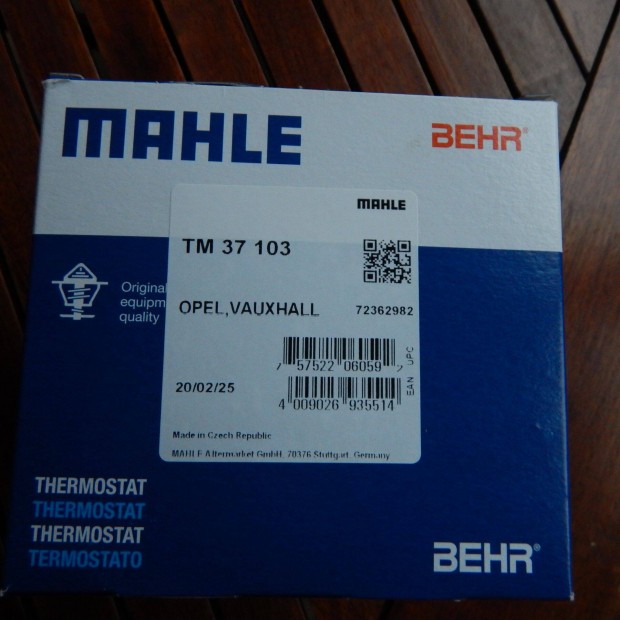 MAHLE
BEHR®
MAHLE
TM 37 103
Original
equipm
quality
OPEL,VAUXHALL 72362982
7 57522 06059 2
UPC
20/02/25
4 009026 935514
EAN
Made in Czech Republic
MAHLE Aftermarket GmbH, 70376 Stuttgart, Germany
THERMOSTAT
THERMOSTAT
THERMOSTAT
TERMOSTATO
BEHR®